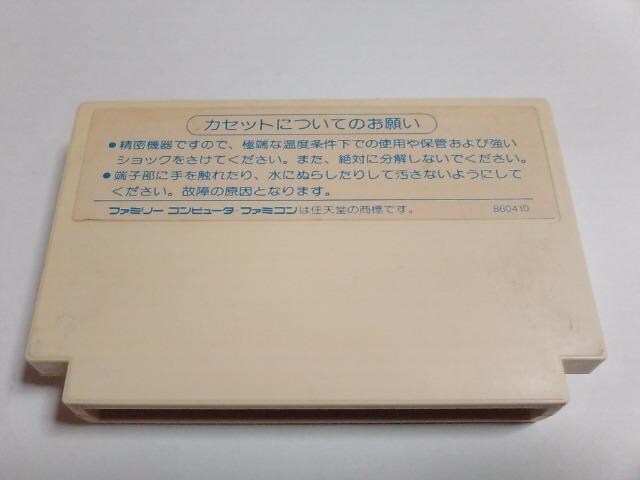 カセットについてのお願い
●精密機器ですので、極端な温度条件下での使用や保管および強い
ショックをさけてください。また、絶対に分解しないでください。
●端子部に手を触れたり、水にぬらしたりして汚さないようにして
ください。故障の原因となります。
ファミリーコンピュータ・ファミコンは任天堂の商標です。 860410